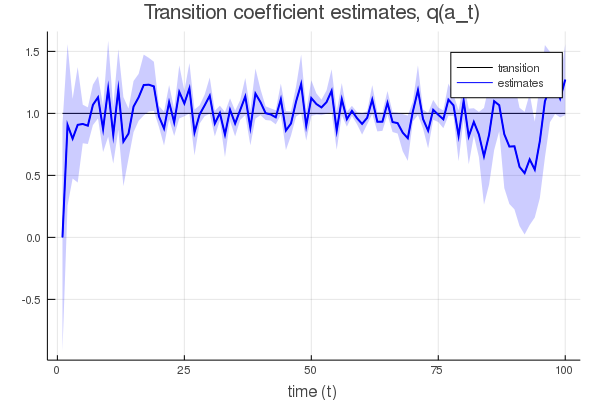 Transition coefficient estimates, q(a_t)
1.5
1.0
0.5
0.0
-0.5
transition
estimates
0
25
50
75
100
time (t)